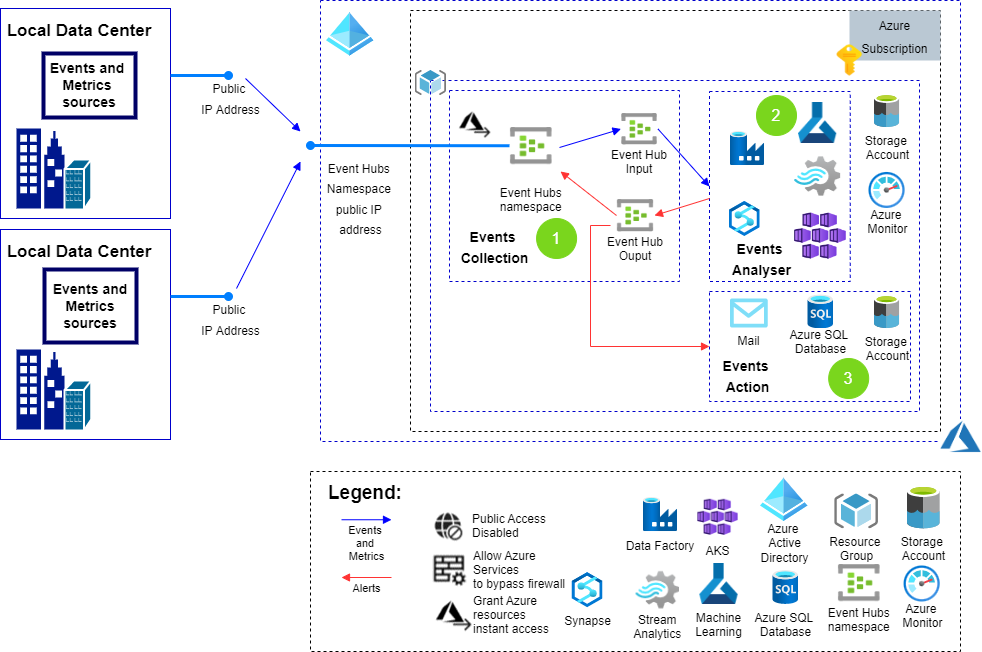 Local Data Center
Events and
Metrics
sources
Public
IP Address
Local Data Center
Events and
Metrics
sources
Public
IP Address
Event Hubs
Namespace
public IP
address
Azure
Subscription
Event Hubs
namespace
Events
Collection
1
Event Hub
Input
Event Hub
Ouput
2
Events
Analyser
Storage
Account
Azure
Monitor
Mail
SQL
Azure SQL
Database
Storage
Account
Events
Action
3
Legend:
Events
and
Metrics
Alerts
Public Access
Disabled
Allow Azure
Services
to bypass firewall
Grant Azure
resources
instant access
Data Factory
AKS
Azure
Active
Directory
Resource
Group
Storage
Account
Synapse
Stream
Analytics
Machine
Learning
SQL
Azure SQL
Database
Event Hubs
namespace
Azure
Monitor